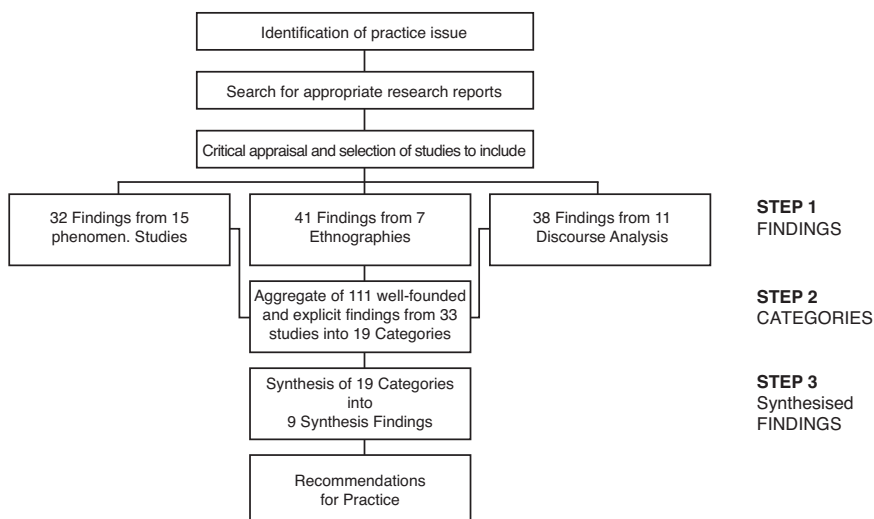 Identification of practice issue
Search for appropriate research reports
Critical appraisal and selection of studies to include
32 Findings from 15
phenomen. Studies
41 Findings from 7
Ethnographies
38 Findings from 11
Discourse Analysis
STEP 1
FINDINGS
Aggregate of 111 well-founded
and explicit findings from 33
studies into 19 Categories
STEP 2
CATEGORIES
Synthesis of 19 Categories
into
9 Synthesis Findings
STEP 3
Synthesised
FINDINGS
Recommendations
for Practice